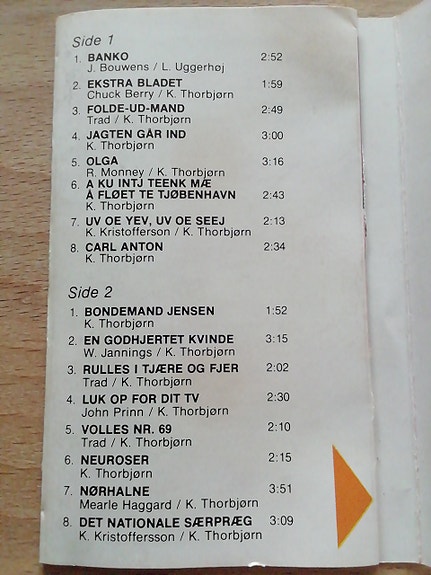 Side 1
1. BANKO 2:52
J. Bouwens / L. Uggerhøj
2. EKSTRA BLADET 1:59
Chuck Berry / K. Thorbjørn
3. FOLDE-UD-MAND 2:49
Trad / K. Thorbjørn
4. JAGTEN GÅR IND 3:00
K. Thorbjørn
5. OLGA 3:16
R. Monney / K. Thorbjørn
6. A KU INTJ TEENK MÆ
Å FLØET TE TJØBENHAVN 2:43
K. Thorbjørn
7. UV OE YEV, UV OE SEEJ 2:13
K. Kristofferson / K. Thorbjørn
8. CARL ANTON 2:34
K. Thorbjørn
Side 2
1. BONDEMAND JENSEN 1:52
K. Thorbjørn
2. EN GODHJERTET KVINDE 3:15
W. Jannings / K. Thorbjørn
3. RULLES I TJÆRE OG FJER 2:02
Trad / K. Thorbjørn
4. LUK OP FOR DIT TV 2:30
John Prinn / K. Thorbjørn
5. VOLLES NR. 69 2:10
Trad / K. Thorbjørn
6. NEUROSER 2:15
K. Thorbjørn
7. NØRHALNE 3:51
Mearle Haggard / K. Thorbjørn
8. DET NATIONALE SÆRPRÆG 3:09
K. Kristoffersson / K. Thorbjørn